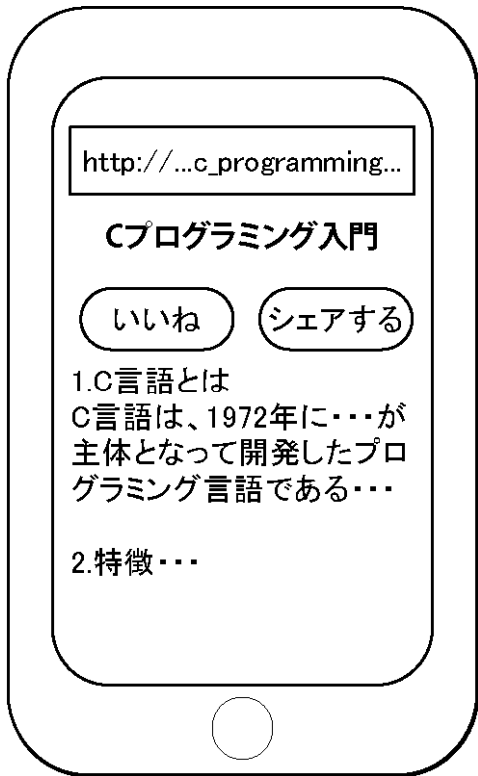 http://...c_programming...
Cプログラミング入門
いいね
シェアする
1.C言語とは
C言語は、1972年に・・・が
主体となって開発したプロ
グラミング言語である・・・
2.特徴・・・